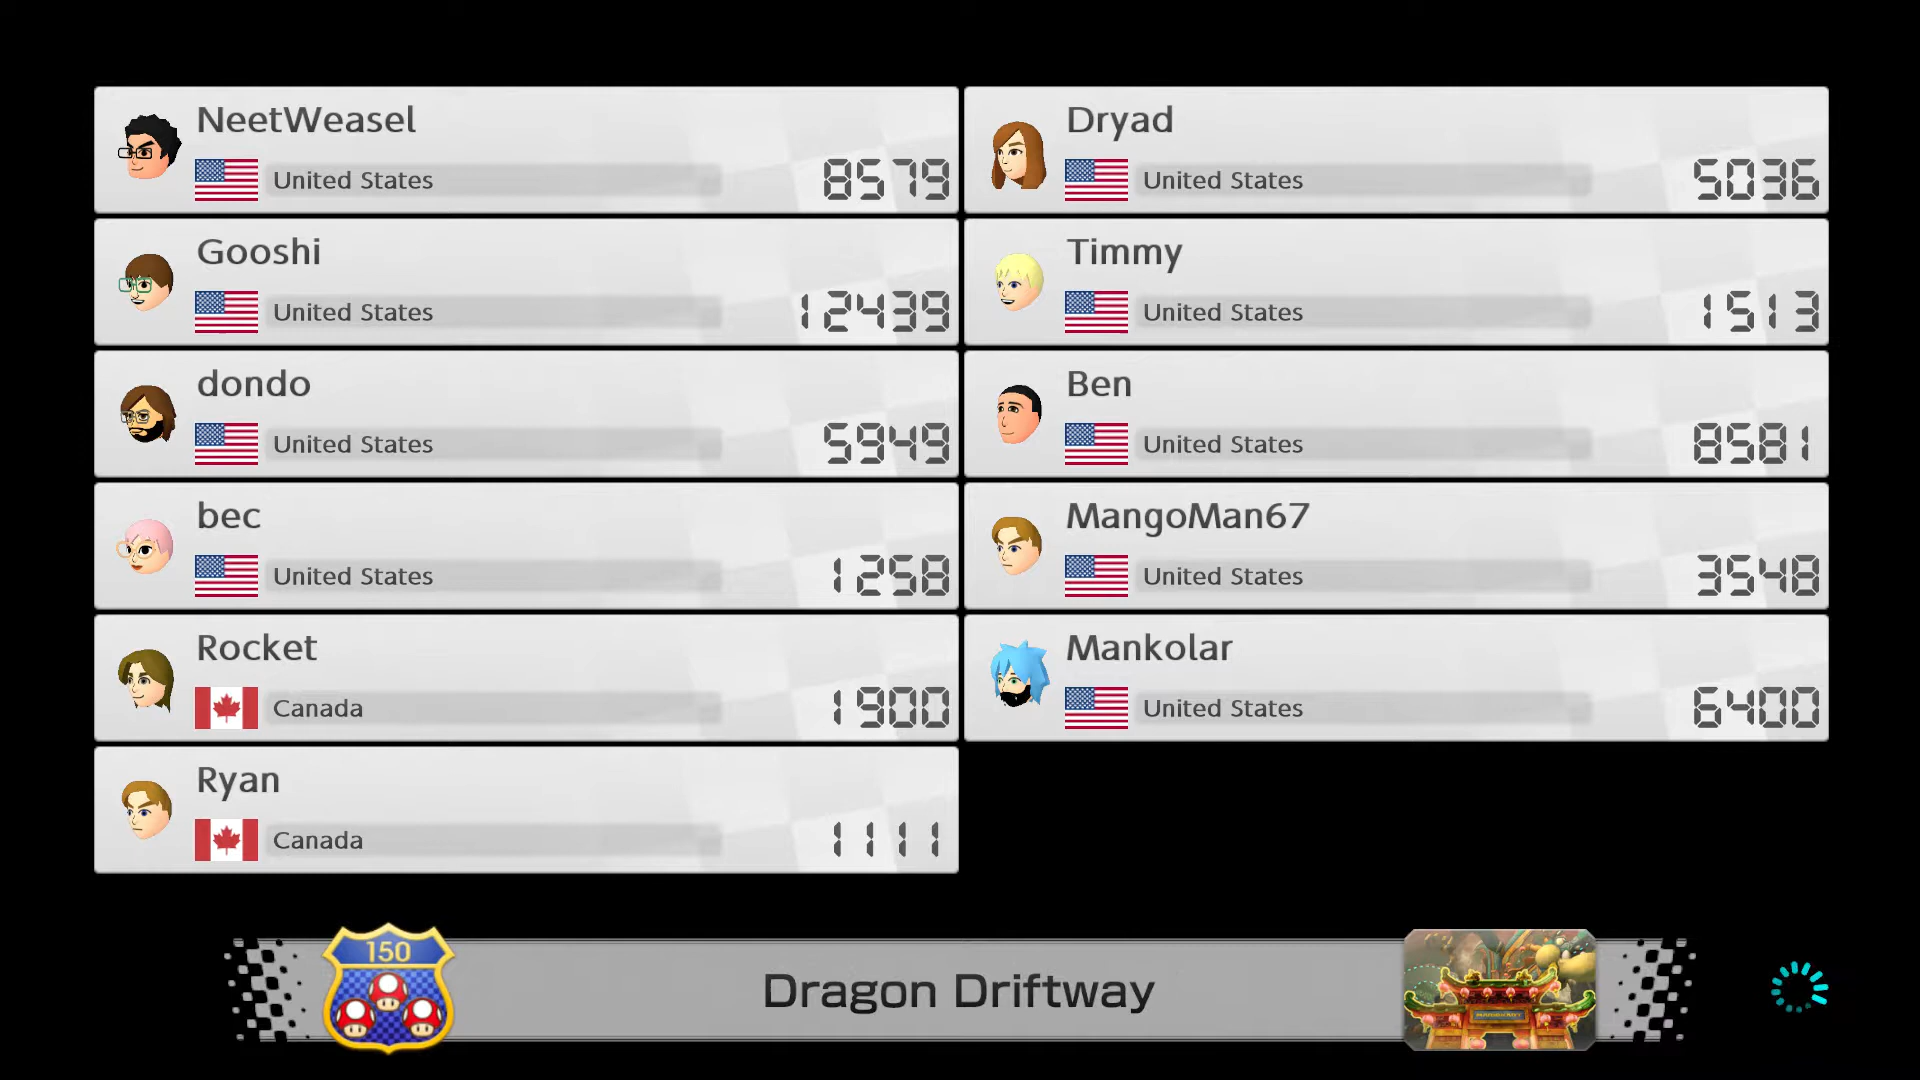 NeetWeasel
United States 8579
Gooshi
United States 12439
dondo
United States 5949
bec
United States 1258
Rocket
Canada 1900
Ryan
Canada 1111
Dryad
United States 5036
Timmy
United States 1513
Ben
United States 8581
MangoMan67
United States 3548
Mankolar
United States 6400
150
Dragon Driftway